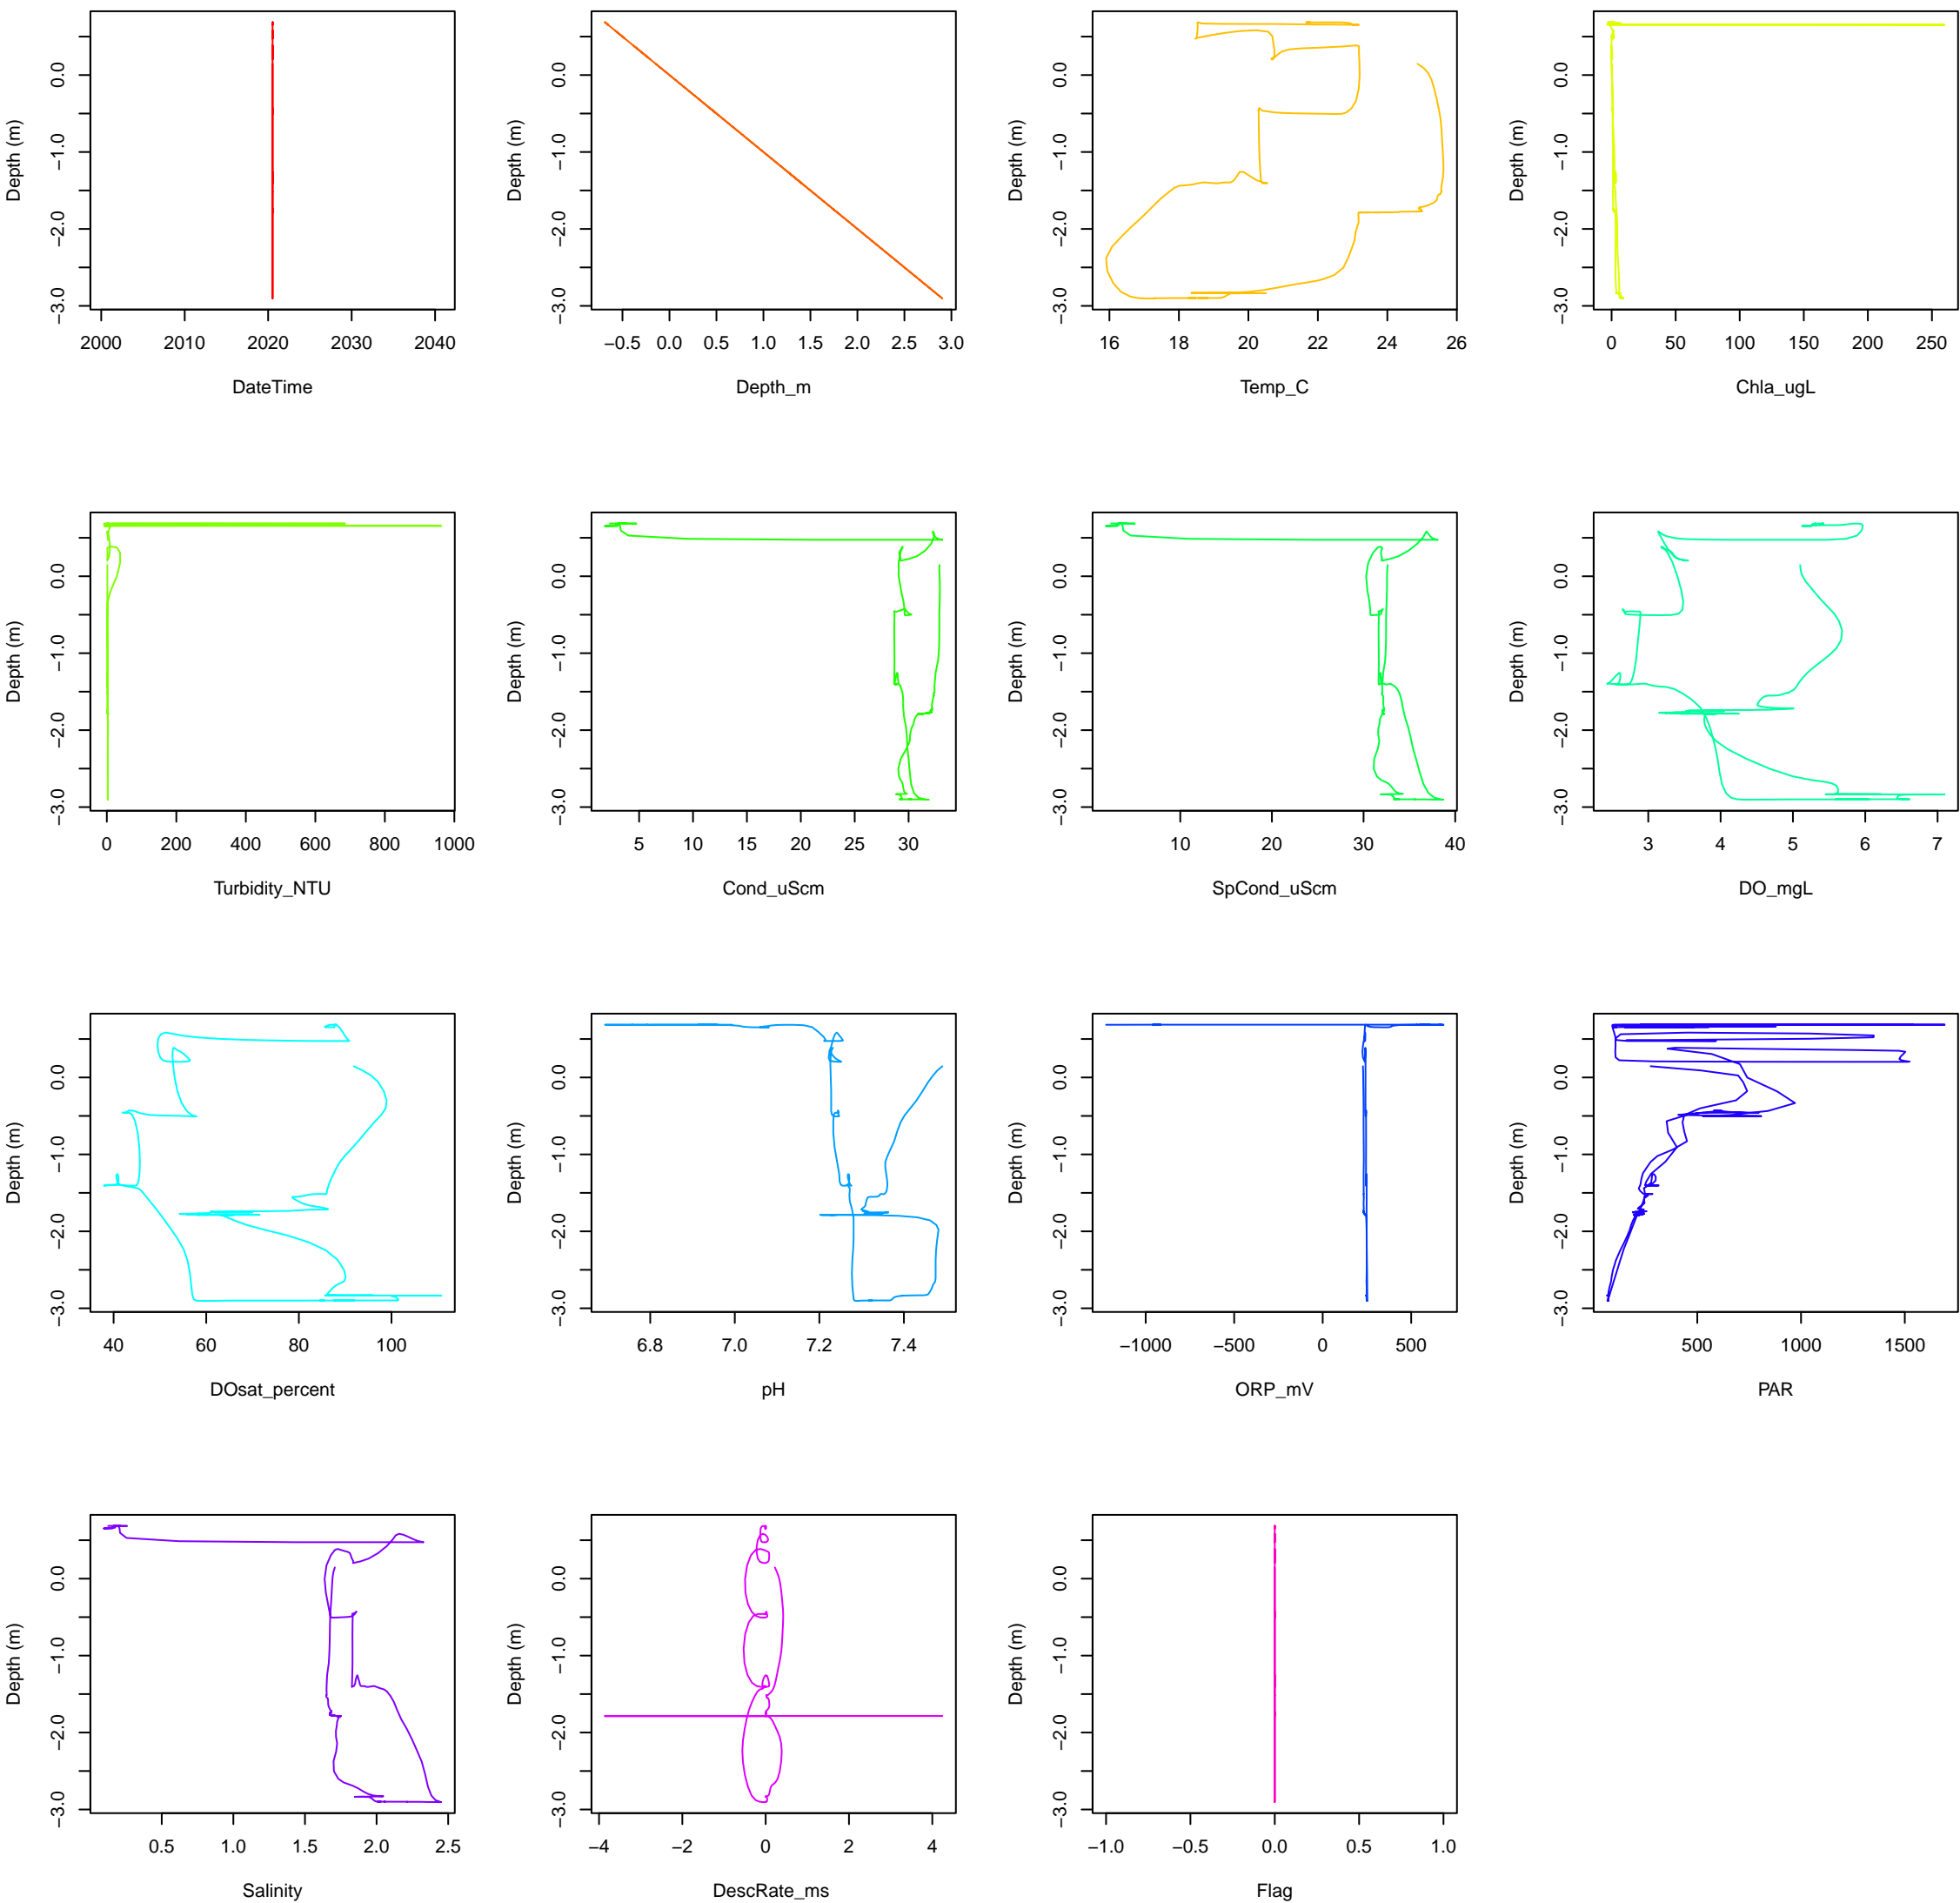 Depth (m)
0.0
−1.0
−2.0
−3.0
2000 2010 2020 2030 2040
DateTime
Depth (m)
0.0
−1.0
−2.0
−3.0
−0.5 0.0 0.5 1.0 1.5 2.0 2.5 3.0
Depth_m
Depth (m)
0.0
−1.0
−2.0
−3.0
16 18 20 22 24 26
Temp_C
Depth (m)
0.0
−1.0
−2.0
−3.0
0 50 100 150 200 250
Chla_ugL
Depth (m)
0.0
−1.0
−2.0
−3.0
0 200 400 600 800 1000
Turbidity_NTU
Depth (m)
0.0
−1.0
−2.0
−3.0
5 10 15 20 25 30
Cond_uScm
Depth (m)
0.0
−1.0
−2.0
−3.0
10 20 30 40
SpCond_uScm
Depth (m)
0.0
−1.0
−2.0
−3.0
3 4 5 6 7
DO_mgL
Depth (m)
0.0
−1.0
−2.0
−3.0
40 60 80 100
DOsat_percent
Depth (m)
0.0
−1.0
−2.0
−3.0
6.8 7.0 7.2 7.4
pH
Depth (m)
0.0
−1.0
−2.0
−3.0
−1000 −500 0 500
ORP_mV
Depth (m)
0.0
−1.0
−2.0
−3.0
500 1000 1500
PAR
Depth (m)
0.0
−1.0
−2.0
−3.0
0.5 1.0 1.5 2.0 2.5
Salinity
Depth (m)
0.0
−1.0
−2.0
−3.0
−4 −2 0 2 4
DescRate_ms
Depth (m)
0.0
−1.0
−2.0
−3.0
−1.0 −0.5 0.0 0.5 1.0
Flag